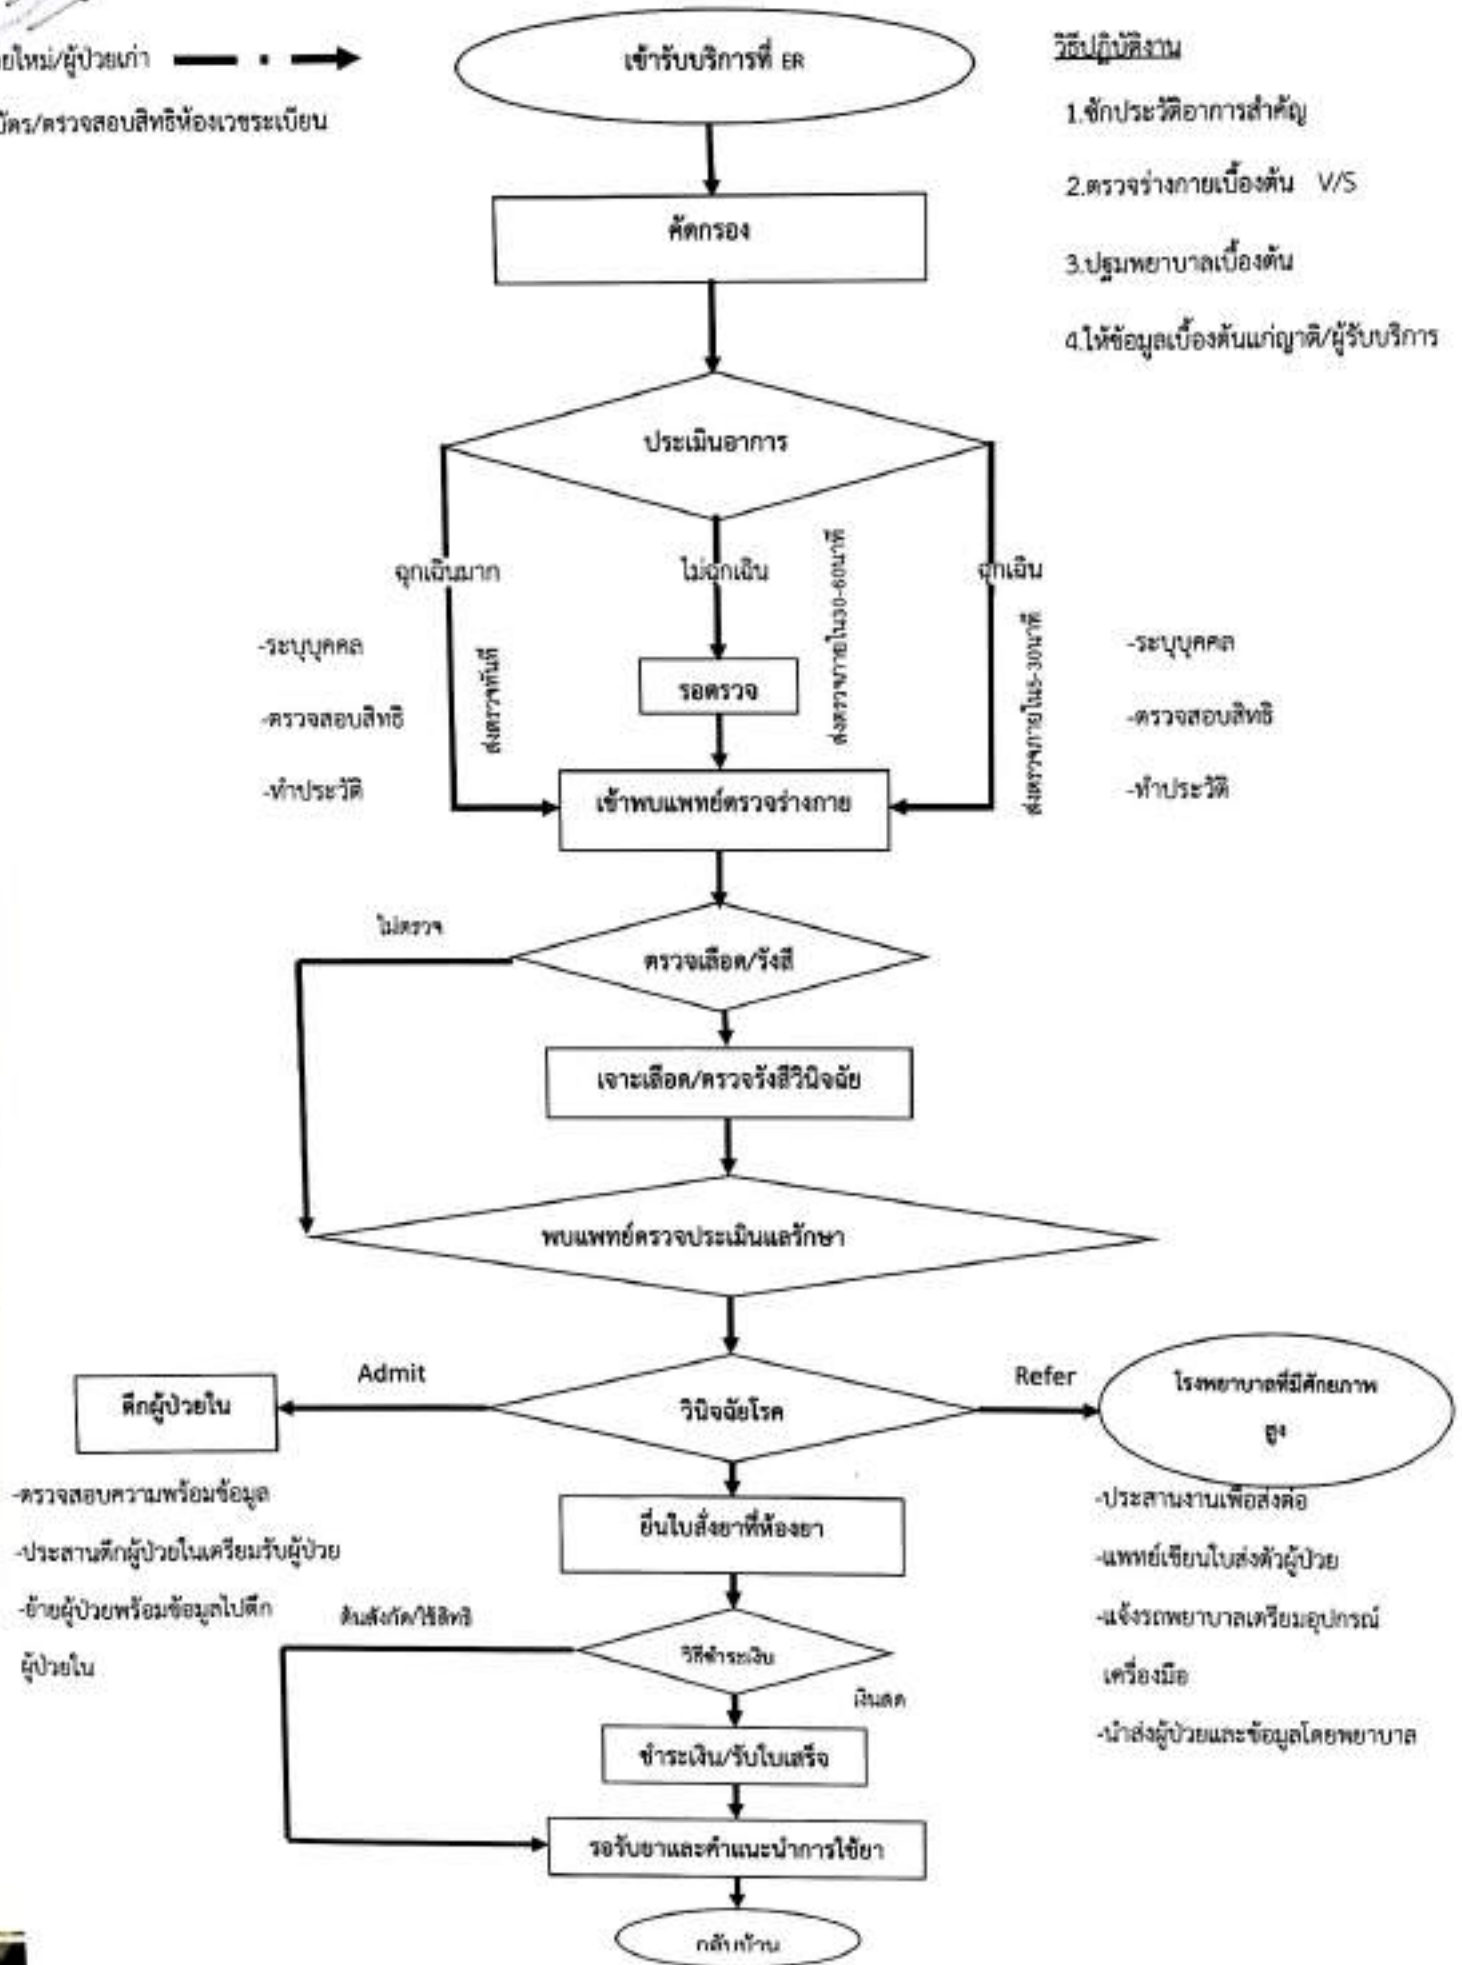 ยใหม่/ผู้ป่วยเก่า
บัตร/ตรวจสอบสิทธิห้องเวชระเบียน
เข้ารับบริการที่ ER
วิธีปฏิบัติงาน
1.ซักประวัติอาการสำคัญ
2.ตรวจร่างกายเบื้องต้น V/S
3.ปฐมพยาบาลเบื้องต้น
4.ให้ข้อมูลเบื้องต้นแก่ญาติ/ผู้รับบริการ
คัดกรอง
ประเมินอาการ
ฉุกเฉินมาก
ไม่ฉุกเฉิน
ฉุกเฉิน
ส่งตรวจทันที
ส่งตรวจภายใน30-60นาที
ส่งตรวจภายใน5-30นาที
-ระบุบุคคล
-ตรวจสอบสิทธิ
-ทำประวัติ
รอตรวจ
-ระบุบุคคล
-ตรวจสอบสิทธิ
-ทำประวัติ
เข้าพบแพทย์ตรวจร่างกาย
ไม่ตรวจ
ตรวจเลือด/รังสี
เจาะเลือด/ตรวจรังสีวินิจฉัย
พบแพทย์ตรวจประเมินแลรักษา
Admit
Refer
ตึกผู้ป่วยใน
วินิจฉัยโรค
โรงพยาบาลที่มีศักยภาพ
สูง
-ตรวจสอบความพร้อมข้อมูล
-ประสานตึกผู้ป่วยในเตรียมรับผู้ป่วย
-ย้ายผู้ป่วยพร้อมข้อมูลไปตึก
ผู้ป่วยใน
-ประสานงานเพื่อส่งต่อ
-แพทย์เขียนใบส่งตัวผู้ป่วย
-แจ้งรถพยาบาลเตรียมอุปกรณ์
เครื่องมือ
-นำส่งผู้ป่วยและข้อมูลโดยพยาบาล
ยื่นใบสั่งยาที่ห้องยา
ต้นสังกัด/ใช้สิทธิ
วิธีชำระเงิน
เงินสด
ชำระเงิน/รับใบเสร็จ
รอรับยาและคำแนะนำการใช้ยา
กลับบ้าน